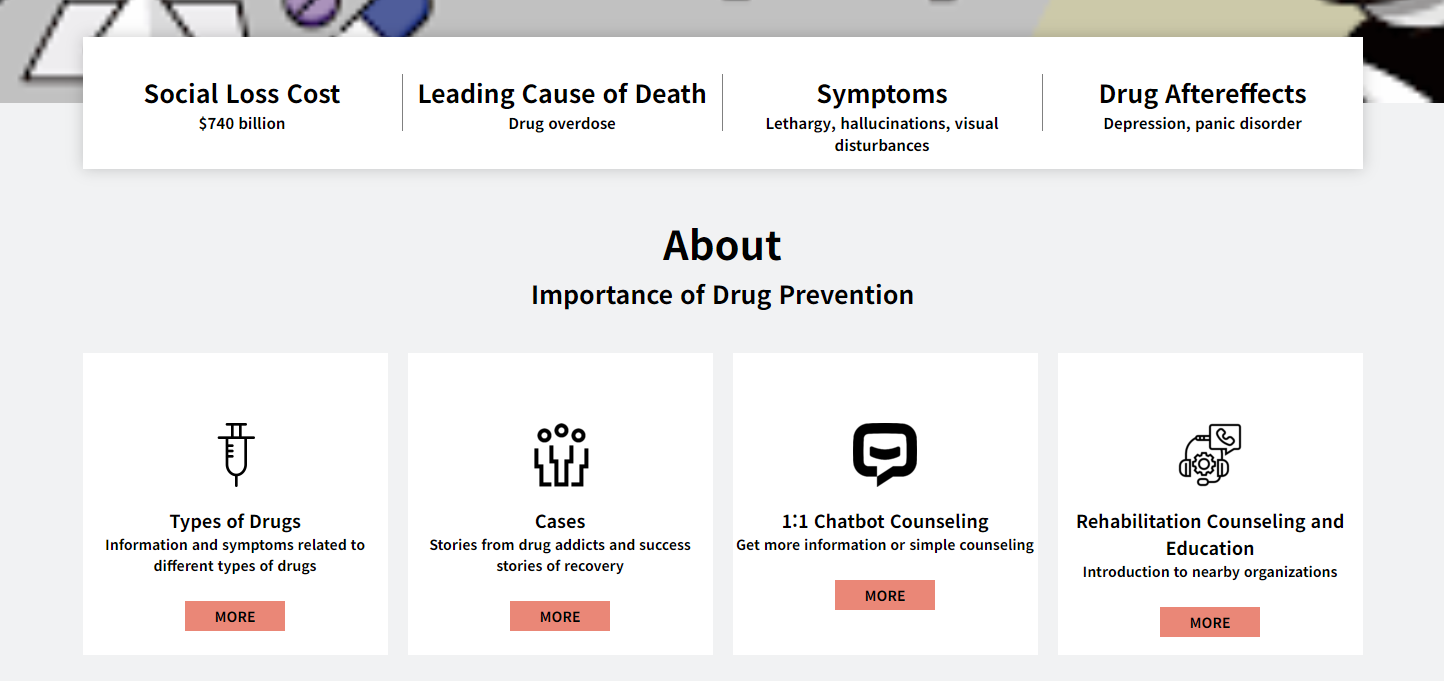 Social Loss Cost
$740 billion
Leading Cause of Death
Drug overdose
Symptoms
Lethargy, hallucinations, visual
disturbances
Drug Aftereffects
Depression, panic disorder
About
Importance of Drug Prevention
Types of Drugs
Information and symptoms related to
different types of drugs
MORE
Cases
Stories from drug addicts and success
stories of recovery
MORE
1:1 Chatbot Counseling
Get more information or simple counseling
MORE
Rehabilitation Counseling and
Education
Introduction to nearby organizations
MORE